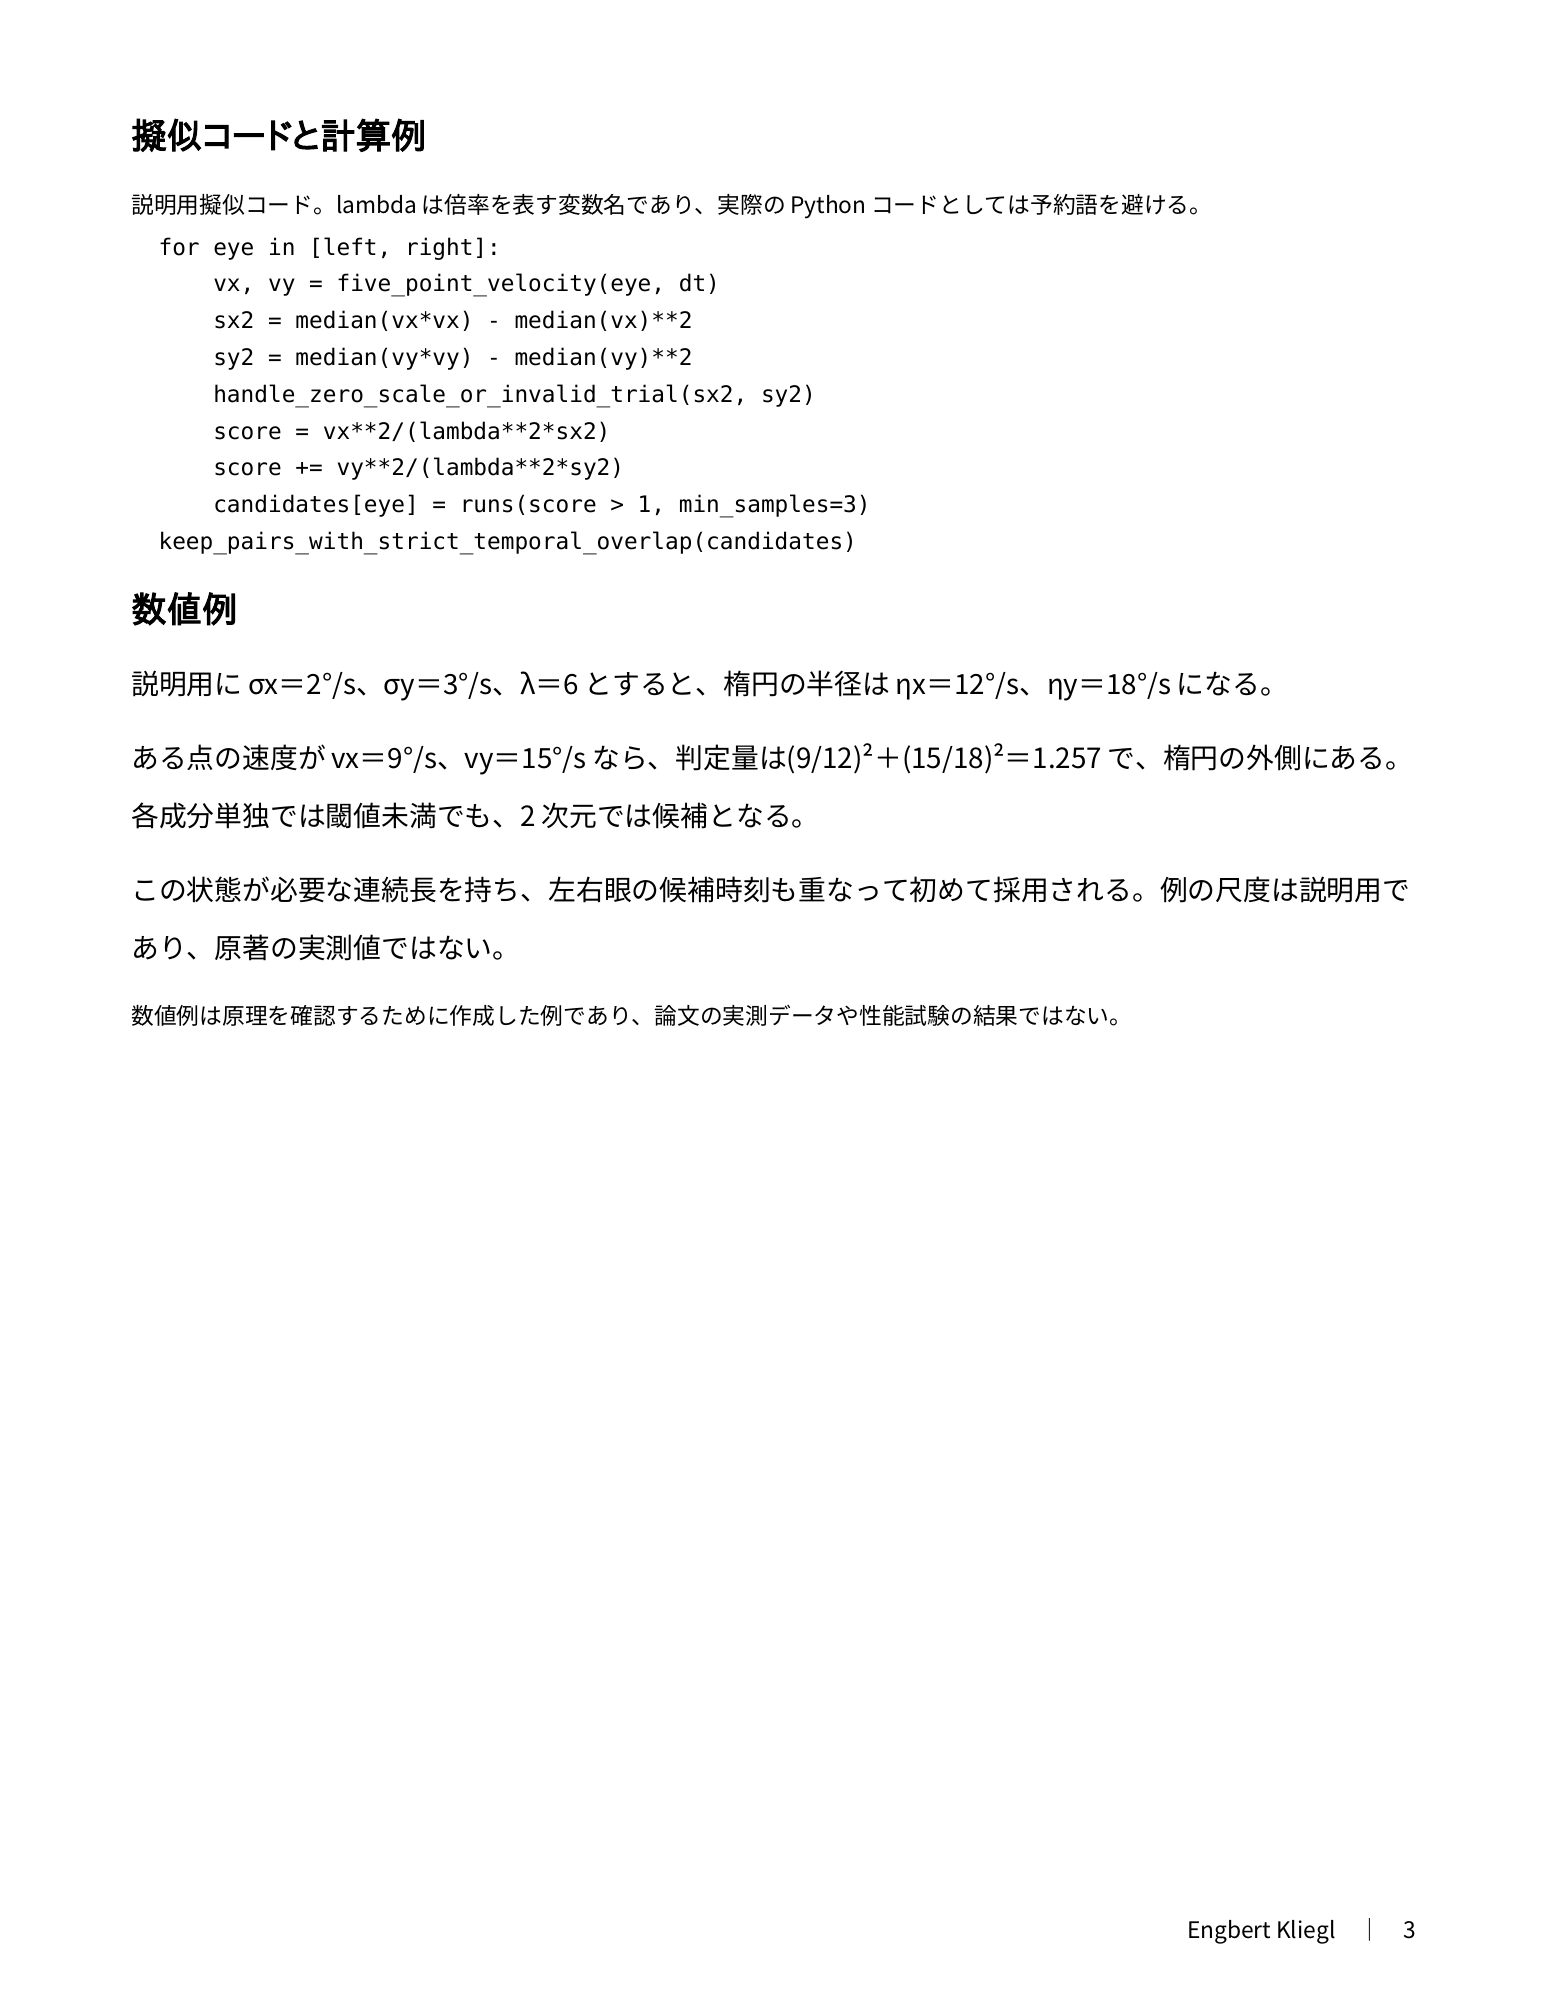 擬似コードと計算例
説明用擬似コード。lambda は倍率を表す変数名であり、実際の Python コードとしては予約語を避ける。
for eye in [left, right]:
    vx, vy = five_point_velocity(eye, dt)
    sx2 = median(vx*vx) - median(vx)**2
    sy2 = median(vy*vy) - median(vy)**2
    handle_zero_scale_or_invalid_trial(sx2, sy2)
    score = vx**2/(lambda**2*sx2)
    score += vy**2/(lambda**2*sy2)
    candidates[eye] = runs(score > 1, min_samples=3)
keep_pairs_with_strict_temporal_overlap(candidates)
数値例
説明用に σx＝2°/s、σy＝3°/s、λ＝6 とすると、楕円の半径は ηx＝12°/s、ηy＝18°/s になる。
ある点の速度が vx＝9°/s、vy＝15°/s なら、判定量は(9/12)²＋(15/18)²＝1.257 で、楕円の外側にある。
各成分単独では閾値未満でも、2 次元では候補となる。
この状態が必要な連続長を持ち、左右眼の候補時刻も重なって初めて採用される。例の尺度は説明用で
あり、原著の実測値ではない。
数値例は原理を確認するために作成した例であり、論文の実測データや性能試験の結果ではない。
Engbert Kliegl ｜ 3